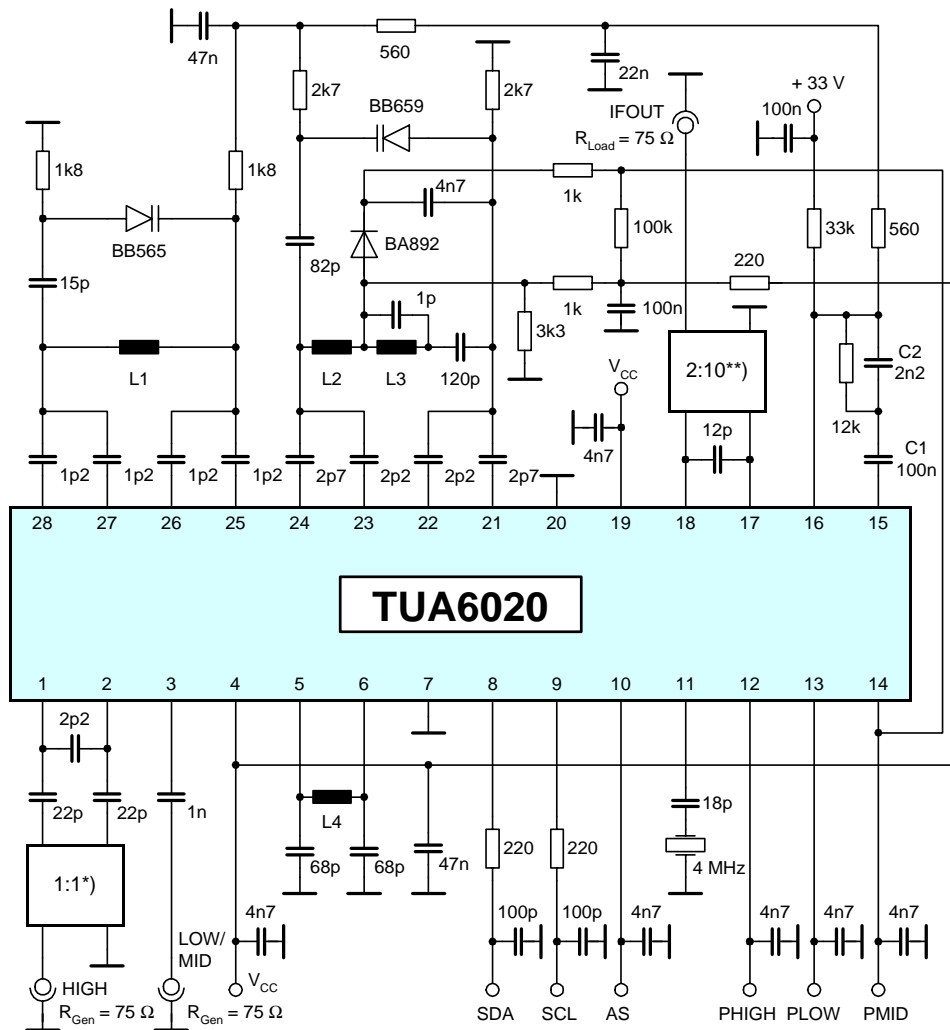 47n
560
22n
+ 33 V
2k7
BB659
2k7
IFOUT
100n
R_Load = 75 Ω
1k8
1k8
4n7
1k
BB565
BA892
100k
33k
560
15p
82p
220
1k
1p
100n
3k3
L1
L2
L3
120p
V_CC
2:10**)
C2
2n2
12k
12p
4n7
C1
100n
1p2
1p2
1p2
1p2
2p7
2p2
2p2
2p7
28 27 26 25 24 23 22 21 20 19 18 17 16 15
TUA6020
1 2 3 4 5 6 7 8 9 10 11 12 13 14
2p2
22p
22p
1n
L4
18p
68p
68p
47n
220
220
4 MHz
1:1*)
LOW/
MID
4n7
100p
100p
4n7
4n7
4n7
4n7
HIGH
V_CC
R_Gen = 75 Ω
R_Gen = 75 Ω
SDA
SCL
AS
PHIGH
PLOW
PMID